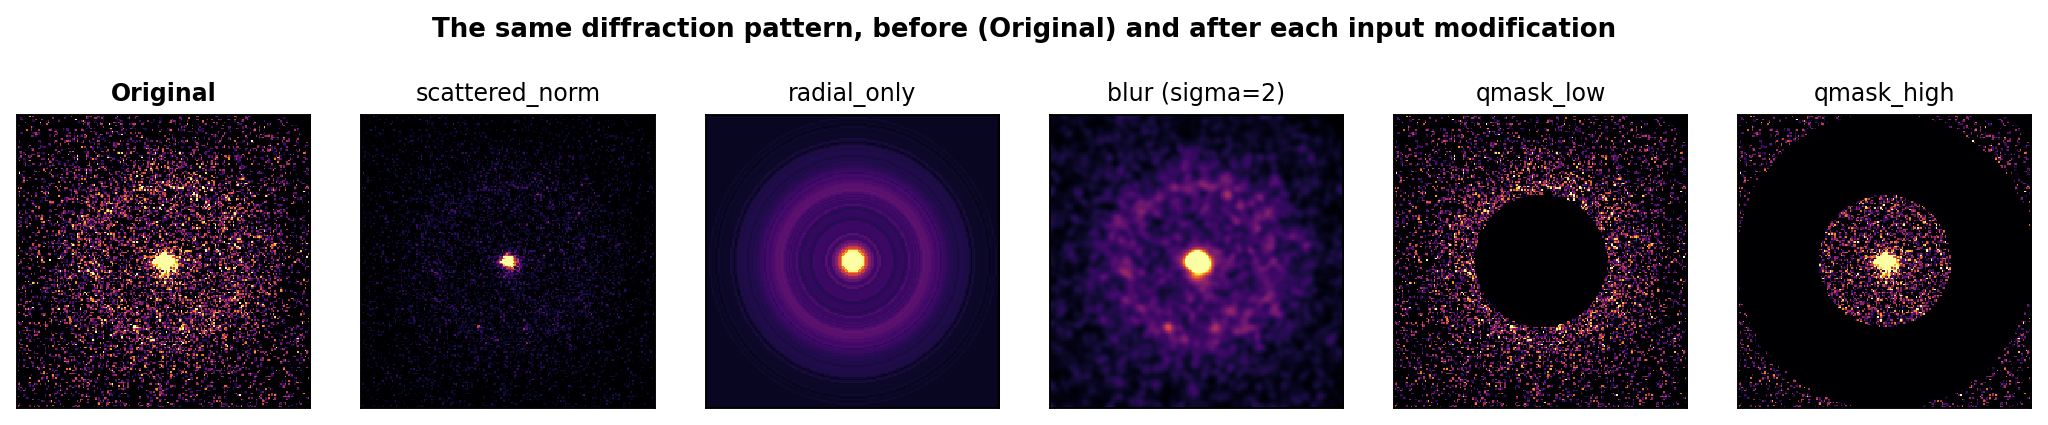 The same diffraction pattern, before (Original) and after each input modification
Original
scattered_norm
radial_only
blur (sigma=2)
qmask_low
qmask_high